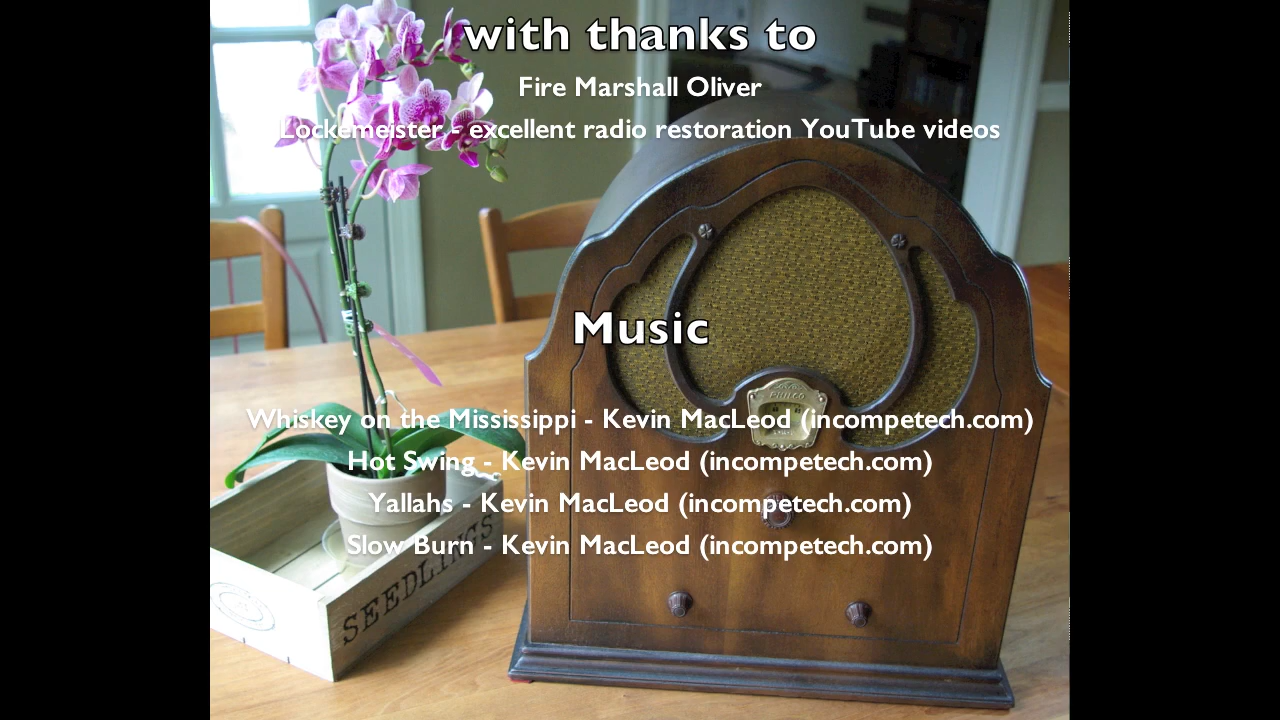 with thanks to
Fire Marshall Oliver
Lockemeister - excellent radio restoration YouTube videos
Music
Whiskey on the Mississippi - Kevin MacLeod (incompetech.com)
Hot Swing - Kevin MacLeod (incompetech.com)
Yallahs - Kevin MacLeod (incompetech.com)
Slow Burn - Kevin MacLeod (incompetech.com)
PHILCO
SEEDLINGS